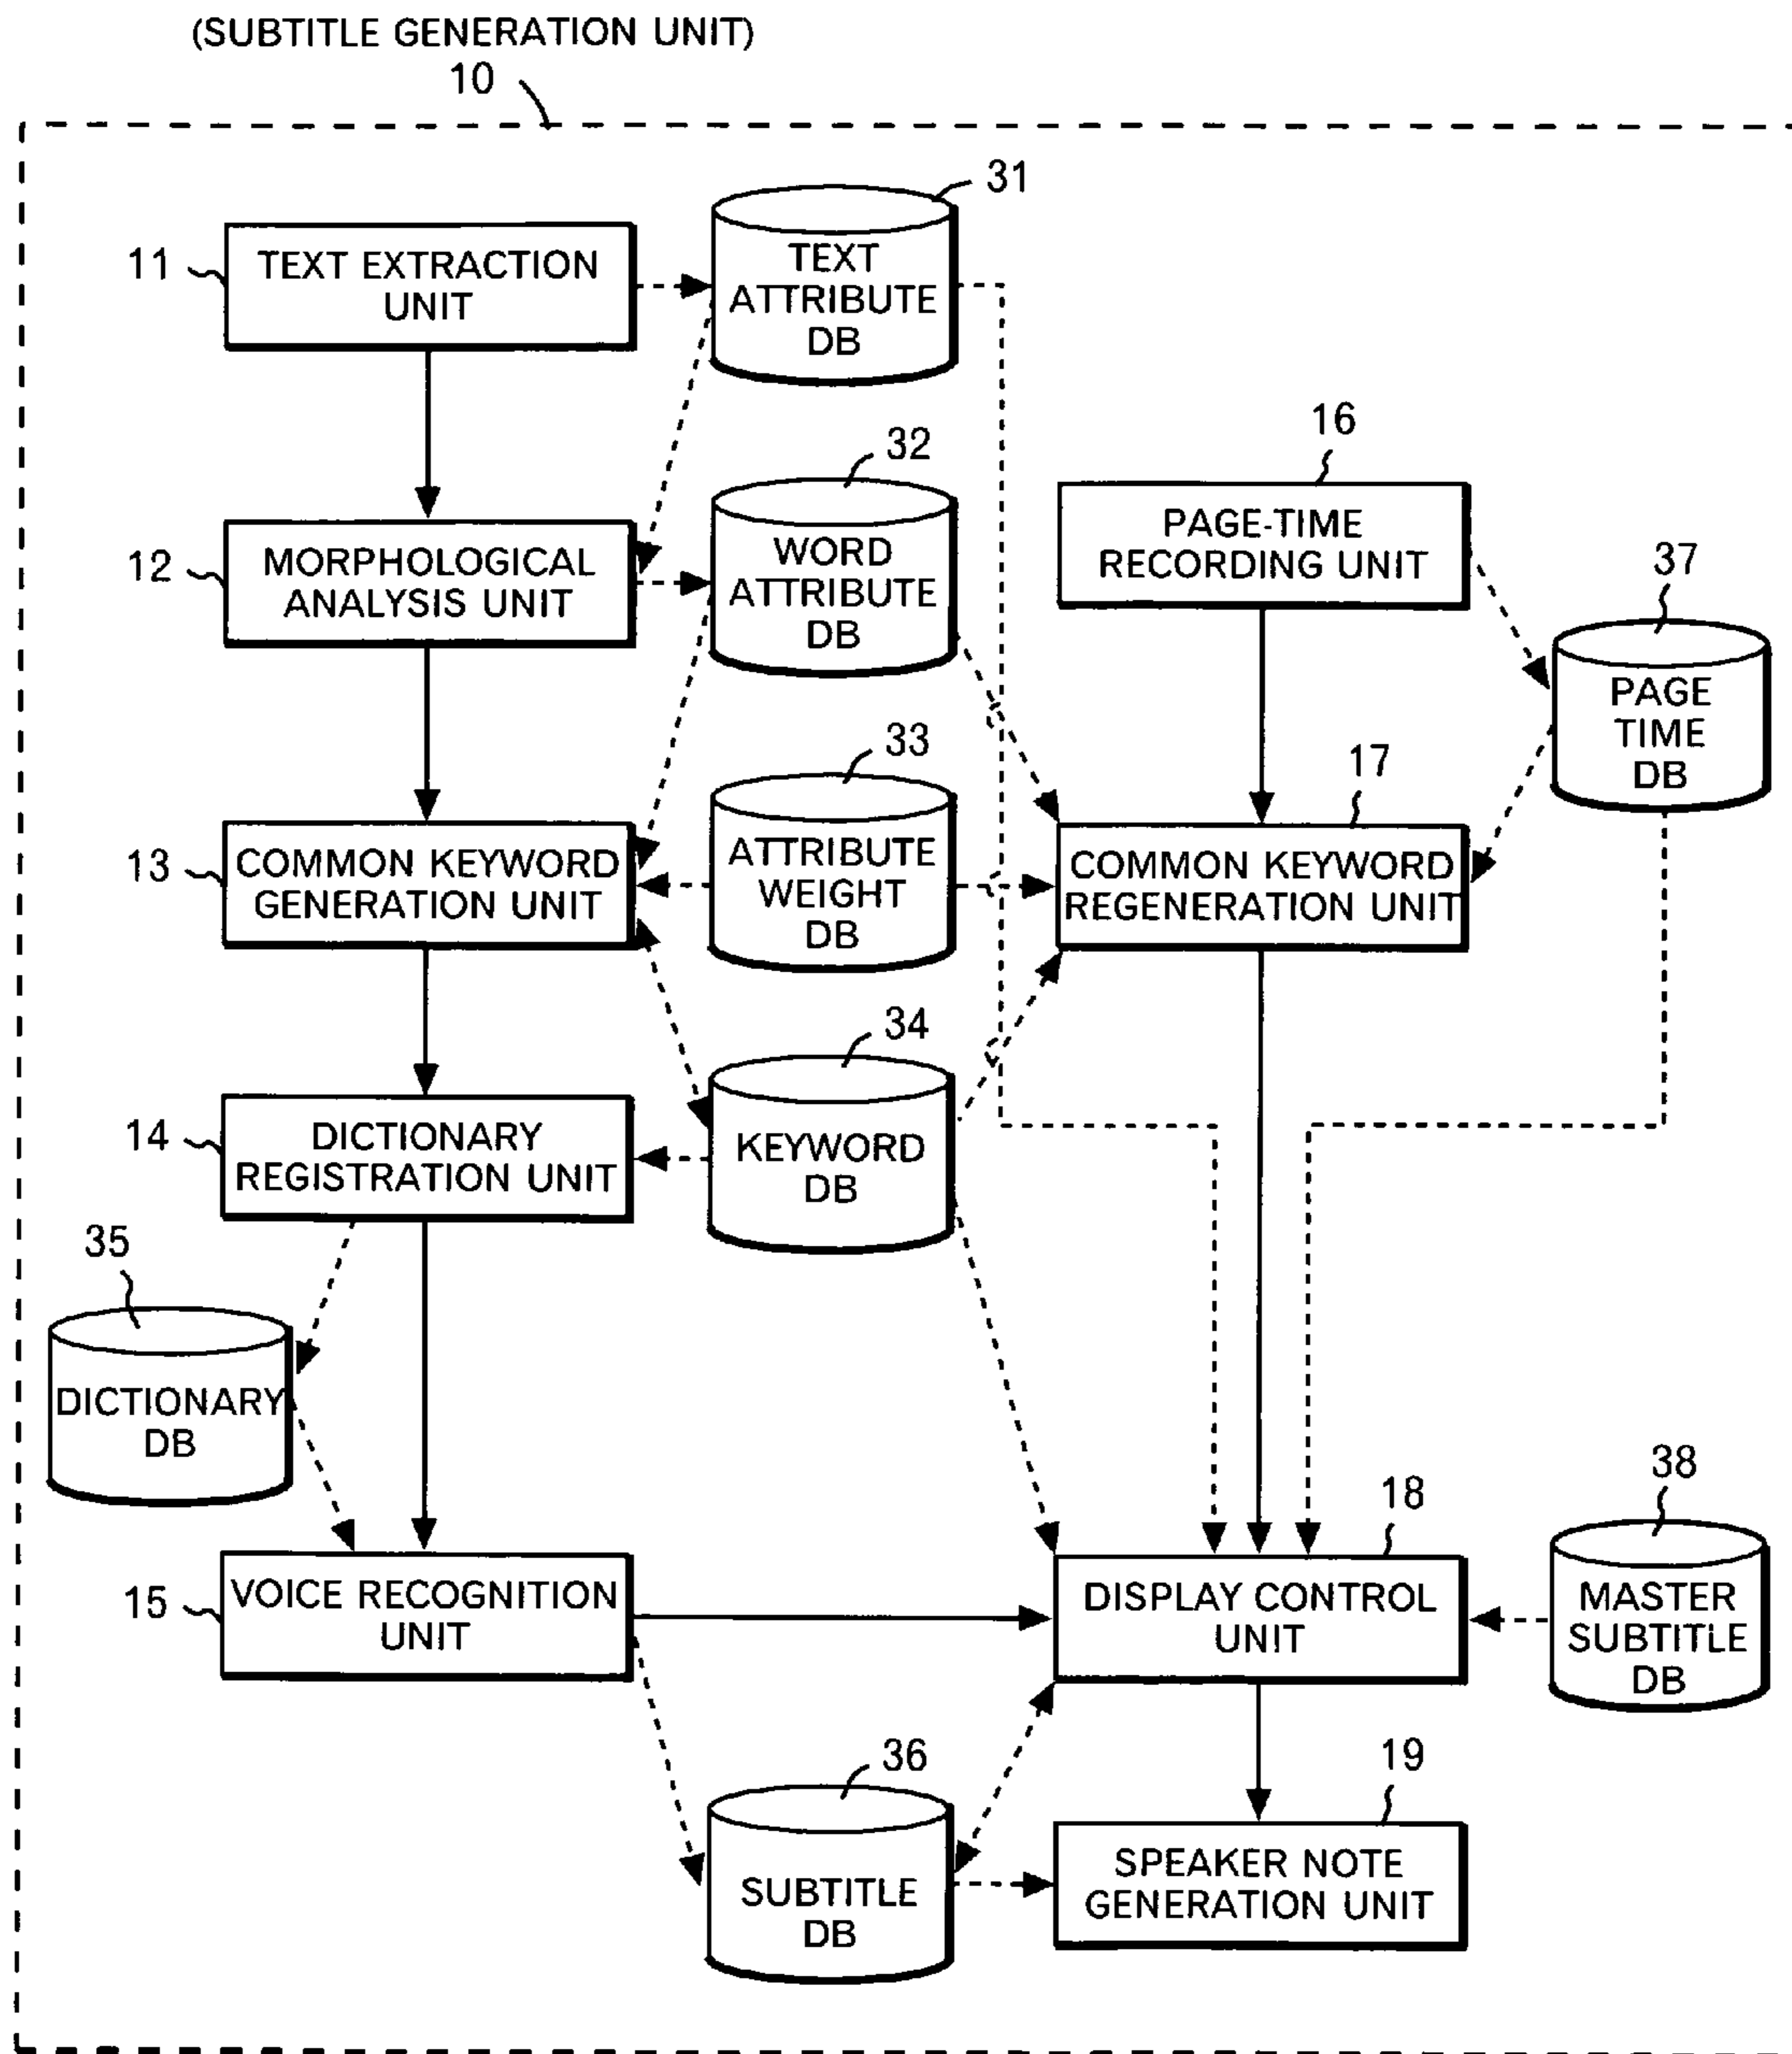 (SUBTITLE GENERATION UNIT)
10
31
11
TEXT EXTRACTION
UNIT
TEXT
ATTRIBUTE
DB
16
32
PAGE-TIME
RECORDING UNIT
12
MORPHOLOGICAL
ANALYSIS UNIT
WORD
ATTRIBUTE
DB
37
PAGE
TIME
DB
33
17
13
COMMON KEYWORD
GENERATION UNIT
ATTRIBUTE
WEIGHT
DB
COMMON KEYWORD
REGENERATION UNIT
34
14
DICTIONARY
REGISTRATION UNIT
KEYWORD
DB
35
DICTIONARY
DB
38
18
15
VOICE RECOGNITION
UNIT
DISPLAY CONTROL
UNIT
MASTER
SUBTITLE
DB
36
19
SUBTITLE
DB
SPEAKER NOTE
GENERATION UNIT